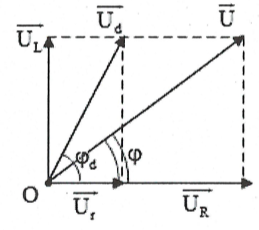 U_L U_d U
φ_d φ
O U_r U_R